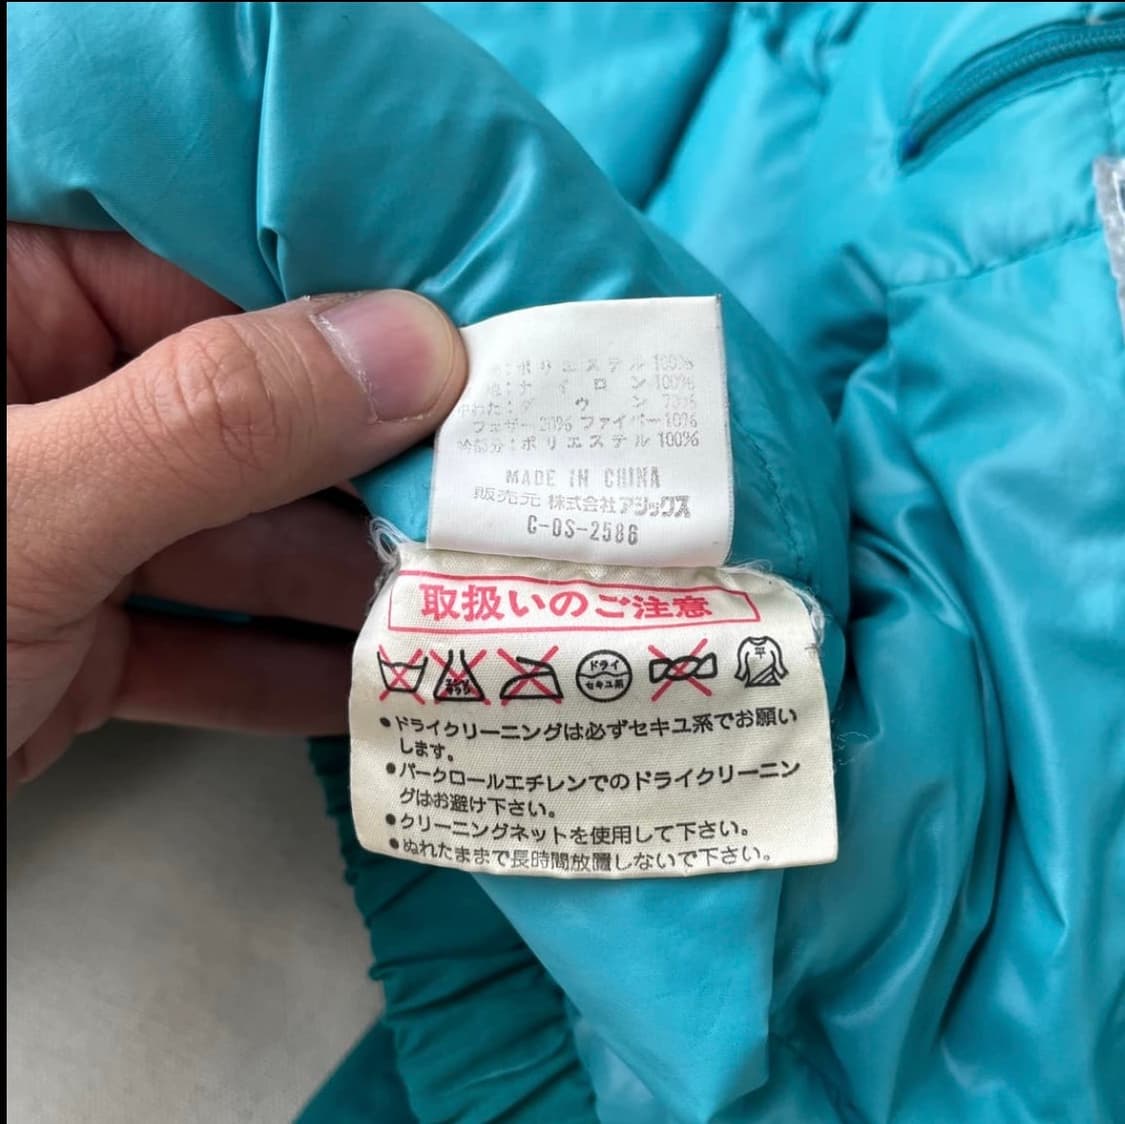 ポリエステル 100%
ナイロン 100%
中わた:ダウン 70%
フェザー 20% ファイバー 10%
衿部分:ポリエステル 100%
MADE IN CHINA
販売元 株式会社アシックス
C-OS-2586
取扱いのご注意
ドライ
セキユ系
平
●ドライクリーニングは必ずセキユ系でお願い
します。
●パークロールエチレンでのドライクリーニン
グはお避け下さい。
●クリーニングネットを使用して下さい。
●ぬれたままで長時間放置しないで下さい。